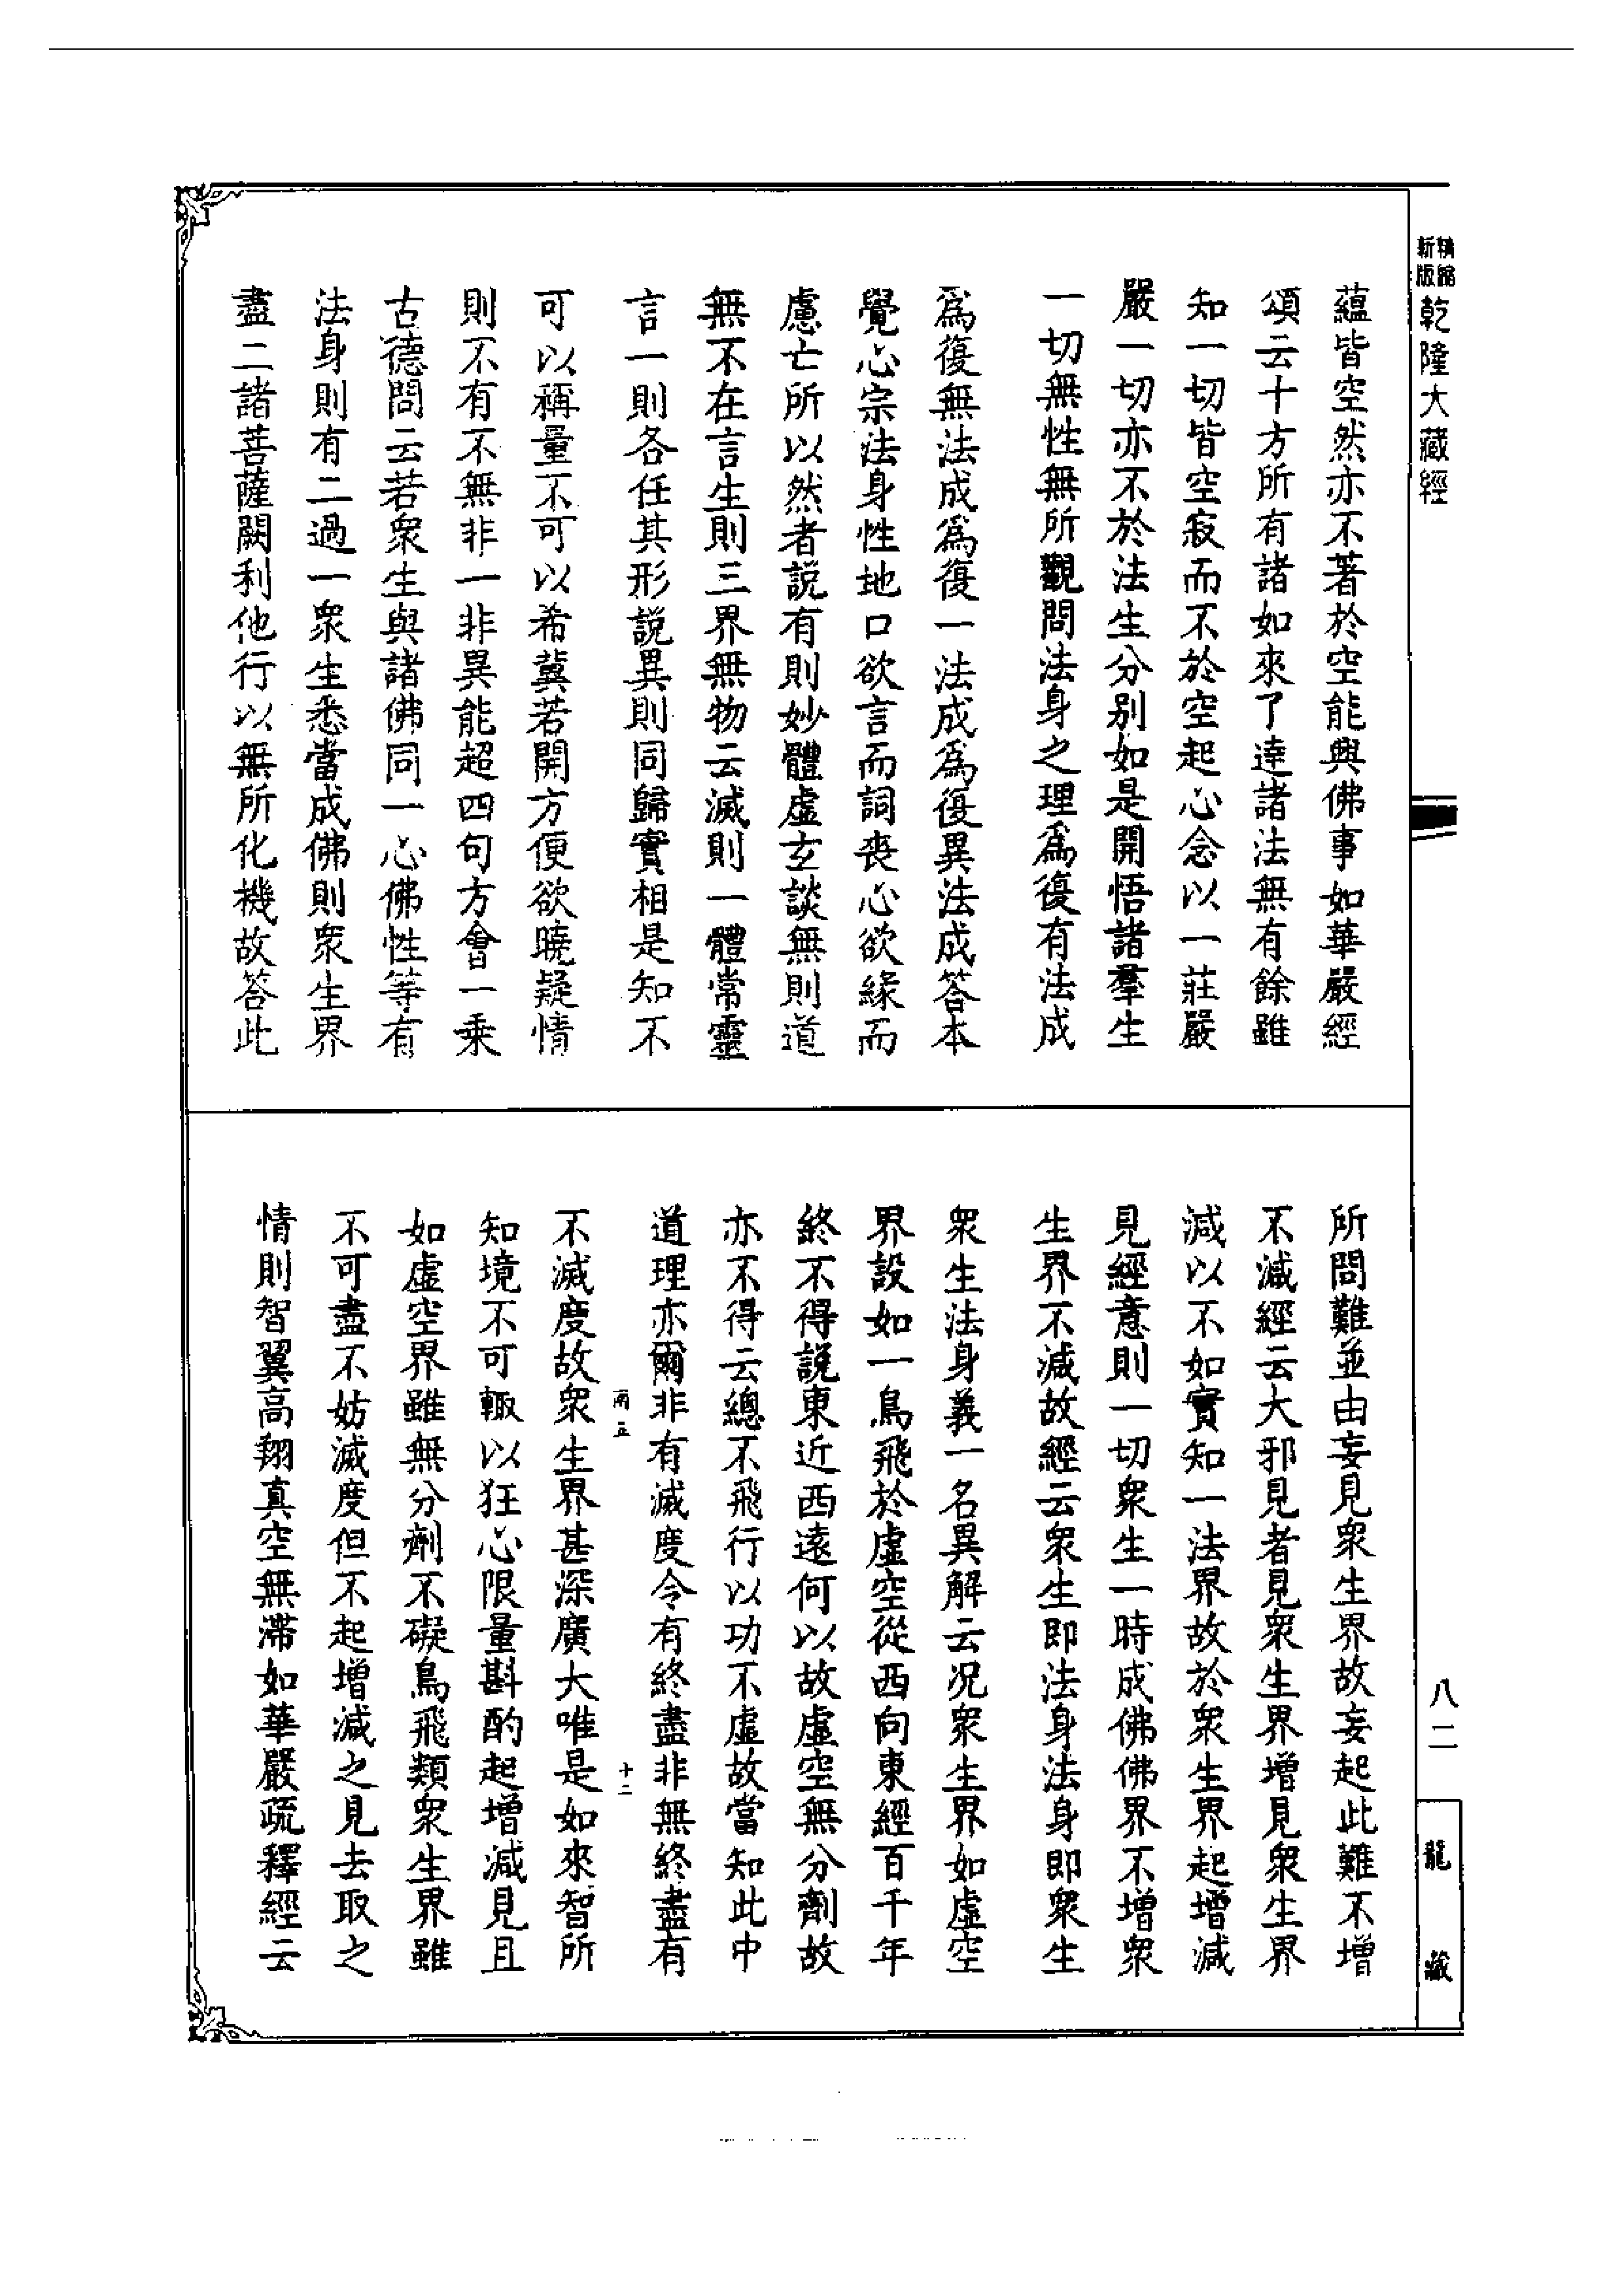 精縮
新版
乾隆大藏經
蘊皆空然亦不著於空能與佛事如華嚴經
頌云十方所有諸如來了達諸法無有餘雖
知一切皆空寂而不於空起心念以一莊嚴
嚴一切亦不於法生分别如是開悟諸羣生
一切無性無所觀問法身之理爲復有法成
爲復無法成爲復一法成爲復異法成答本
覺心宗法身性地口欲言而詞喪心欲緣而
慮亡所以然者説有則妙體虛玄談無則道
無不在言生則三界無物云滅則一體常靈
言一則各任其形説異則同歸實相是知不
可以稱量不可以希冀若開方便欲曉疑情
則不有不無非一非異能超四句方會一乘
古德問云若衆生與諸佛同一心佛性等有
法身則有二過一衆生悉當成佛則衆生界
盡二諸菩薩闕利他行以無所化機故答此
所問難並由妄見衆生界故妄起此難不增
不減經云大邪見者見衆生界增見衆生界
減以不如實知一法界故於衆生界起增減
見經意則一切衆生一時成佛佛界不增衆
生界不減故經云衆生即法身法身即衆生
衆生法身義一名異解云况衆生界如虛空
界設如一鳥飛於虛空從西向東經百千年
終不得説東近西遠何以故虛空無分劑故
亦不得云總不飛行以功不虛故當知此中
道理亦爾非有滅度令有終盡非無終盡有
不滅度故衆生界甚深廣大唯是如來智所
知境不可輙以狂心限量斟酌起增減見且
如虛空界雖無分劑不礙鳥飛類衆生界雖
不可盡不妨滅度但不起增減之見去取之
情則智翼高翔真空無滯如華嚴疏釋經云
十二
八二
龍藏